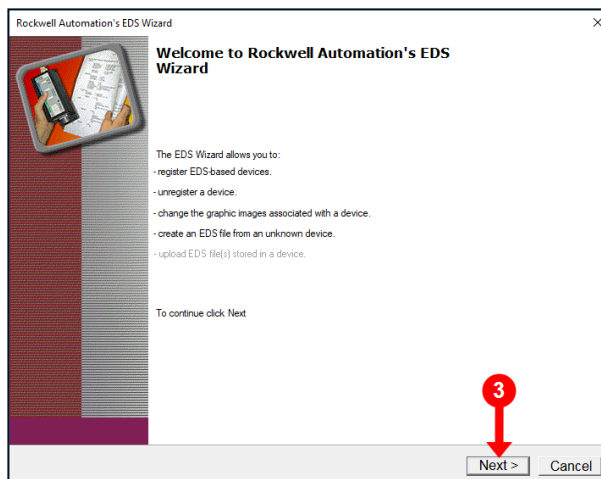 Rockwell Automation's EDS Wizard
Welcome to Rockwell Automation's EDS
Wizard
The EDS Wizard allows you to:
- register EDS-based devices.
- unregister a device.
- change the graphic images associated with a device.
- create an EDS file from an unknown device.
- upload EDS file(s) stored in a device.
To continue click Next
3
Next >
Cancel